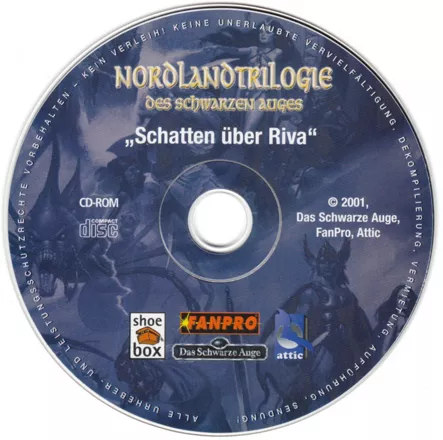 ALLE URHEBER- UND LEISTUNGSSCHUTZRECHTE VORBEHALTEN - KEIN VERLEIH! KEINE UNERLAUBTE VERVIELFÄLTIGUNG, DEKOMPILIERUNG, VERMIETUNG, AUFFÜHRUNG, SENDUNG!
NORDLANDTRILOGIE
DES SCHWARZEN AUGES
„Schatten über Riva“
CD-ROM
COMPACT
disc
© 2001,
Das Schwarze Auge,
FanPro, Attic
shoe
box
FANPRO
Das Schwarze Auge
attic